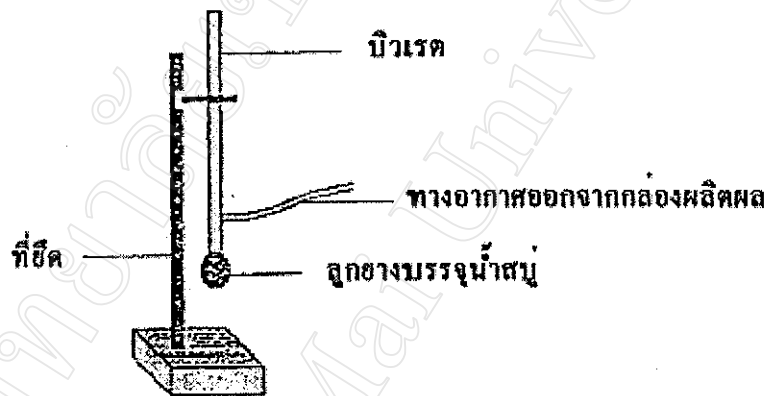 บิวเรต
ทางอากาศออกจากกล่องผลิตผล
ที่ยึด
ลูกยางบรรจุน้ำสบู่
Mai Unive